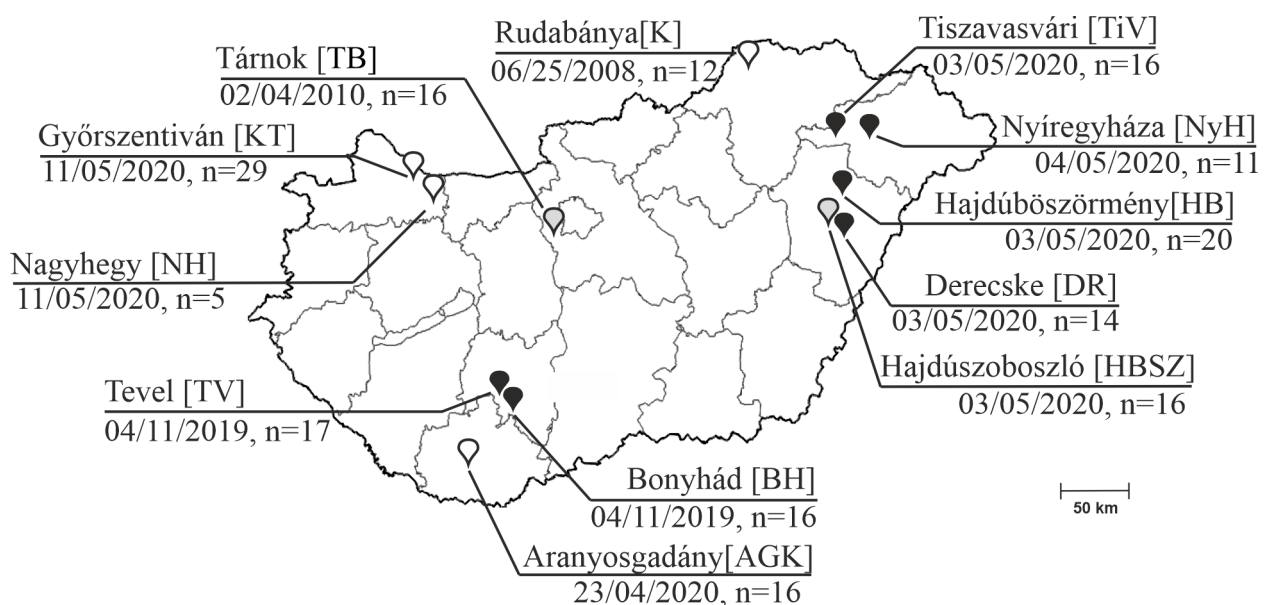 Rudabánya[K]
06/25/2008, n=12
Tiszavasvári [TiV]
03/05/2020, n=16
Tárnok [TB]
02/04/2010, n=16
Győrszentiván [KT]
11/05/2020, n=29
Nyíregyháza [NyH]
04/05/2020, n=11
Hajdúböszörmény[HB]
03/05/2020, n=20
Nagyhegy [NH]
11/05/2020, n=5
Derecske [DR]
03/05/2020, n=14
Hajdúszoboszló [HBSZ]
03/05/2020, n=16
Tevel [TV]
04/11/2019, n=17
Bonyhád [BH]
04/11/2019, n=16
50 km
Aranyosgadány[AGK]
23/04/2020, n=16